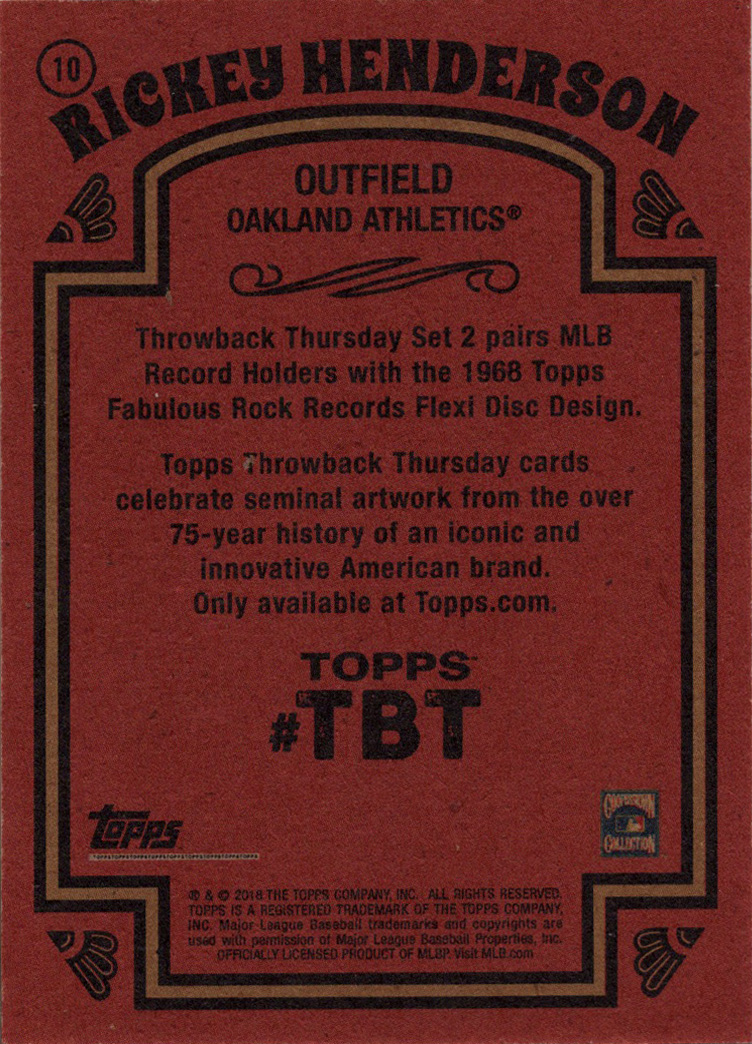 10
RICKEY HENDERSON
OUTFIELD
OAKLAND ATHLETICS®
Throwback Thursday Set 2 pairs MLB
Record Holders with the 1968 Topps
Fabulous Rock Records Flexi Disc Design.
Topps Throwback Thursday cards
celebrate seminal artwork from the over
75-year history of an iconic and
innovative American brand.
Only available at Topps.com.
TOPPS
#TBT
Topps
COOPERSTOWN
COLLECTION
® & © 2018 THE TOPPS COMPANY, INC. ALL RIGHTS RESERVED.
TOPPS IS A REGISTERED TRADEMARK OF THE TOPPS COMPANY,
INC. Major League Baseball trademarks and copyrights are
used with permission of Major League Baseball Properties, Inc.
OFFICIALLY LICENSED PRODUCT OF MLBP. Visit MLB.com